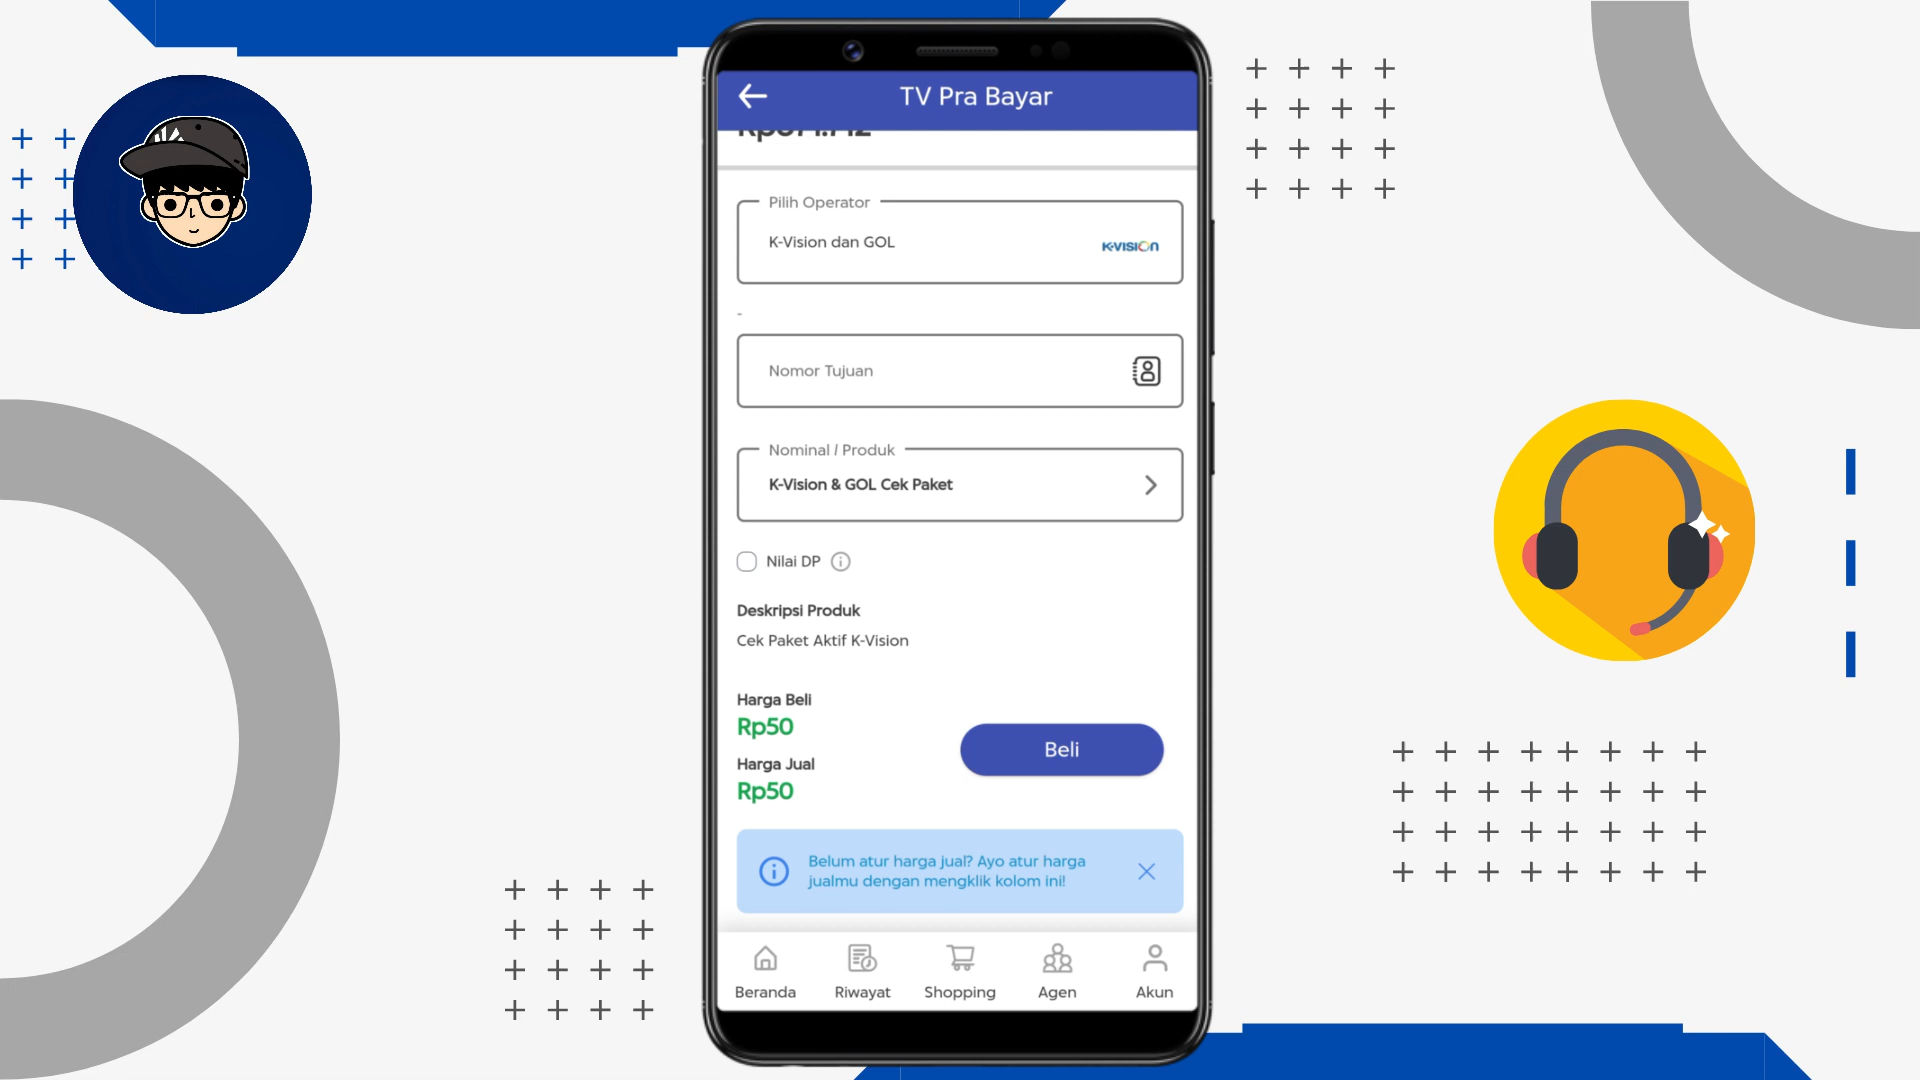 TV Pra Bayar
Pilih Operator
K-Vision dan GOL
K-VISION
-
Nomor Tujuan
Nominal / Produk
K-Vision & GOL Cek Paket
Nilai DP
Deskripsi Produk
Cek Paket Aktif K-Vision
Harga Beli
Rp50
Beli
Harga Jual
Rp50
Belum atur harga jual? Ayo atur harga
jualmu dengan mengklik kolom ini!
Beranda
Riwayat
Shopping
Agen
Akun